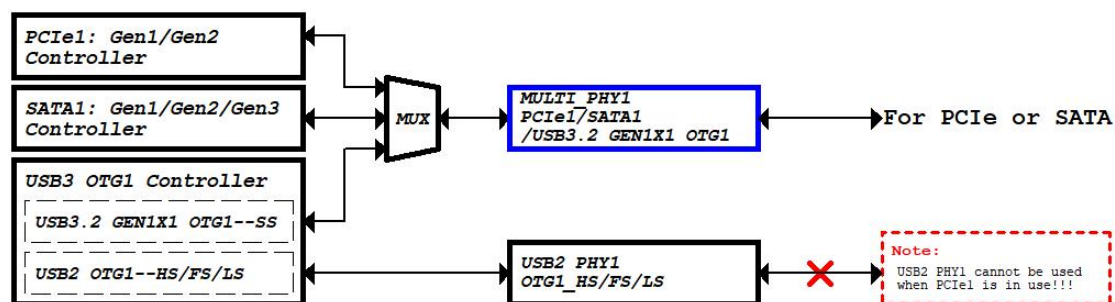 PCIe1: Gen1/Gen2
Controller
SATA1: Gen1/Gen2/Gen3
Controller
USB3 OTG1 Controller
USB3.2 GEN1X1 OTG1--SS
USB2 OTG1--HS/FS/LS
MUX
MULTI_PHY1
PCIe1/SATA1
/USB3.2 GEN1X1 OTG1
For PCIe or SATA
USB2 PHY1
OTG1_HS/FS/LS
Note:
USB2 PHY1 cannot be used
when PCIe1 is in use!!!